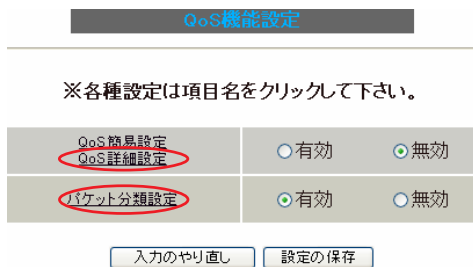 QoS機能設定
※各種設定は項目名をクリックして下さい。
QoS簡易設定
QoS詳細設定 有効 無効
パケット分類設定 有効 無効
入力のやり直し 設定の保存